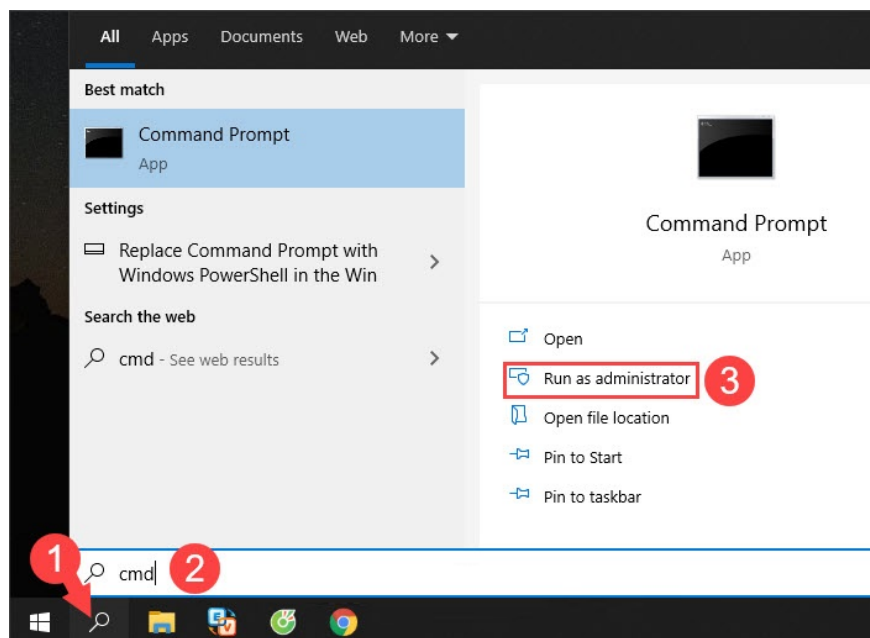 All Apps Documents Web More
Best match
Command Prompt
App
Settings
Replace Command Prompt with
Windows PowerShell in the Win
Search the web
cmd - See web results
Command Prompt
App
Open
Run as administrator
3
Open file location
Pin to Start
Pin to taskbar
1
cmd
2